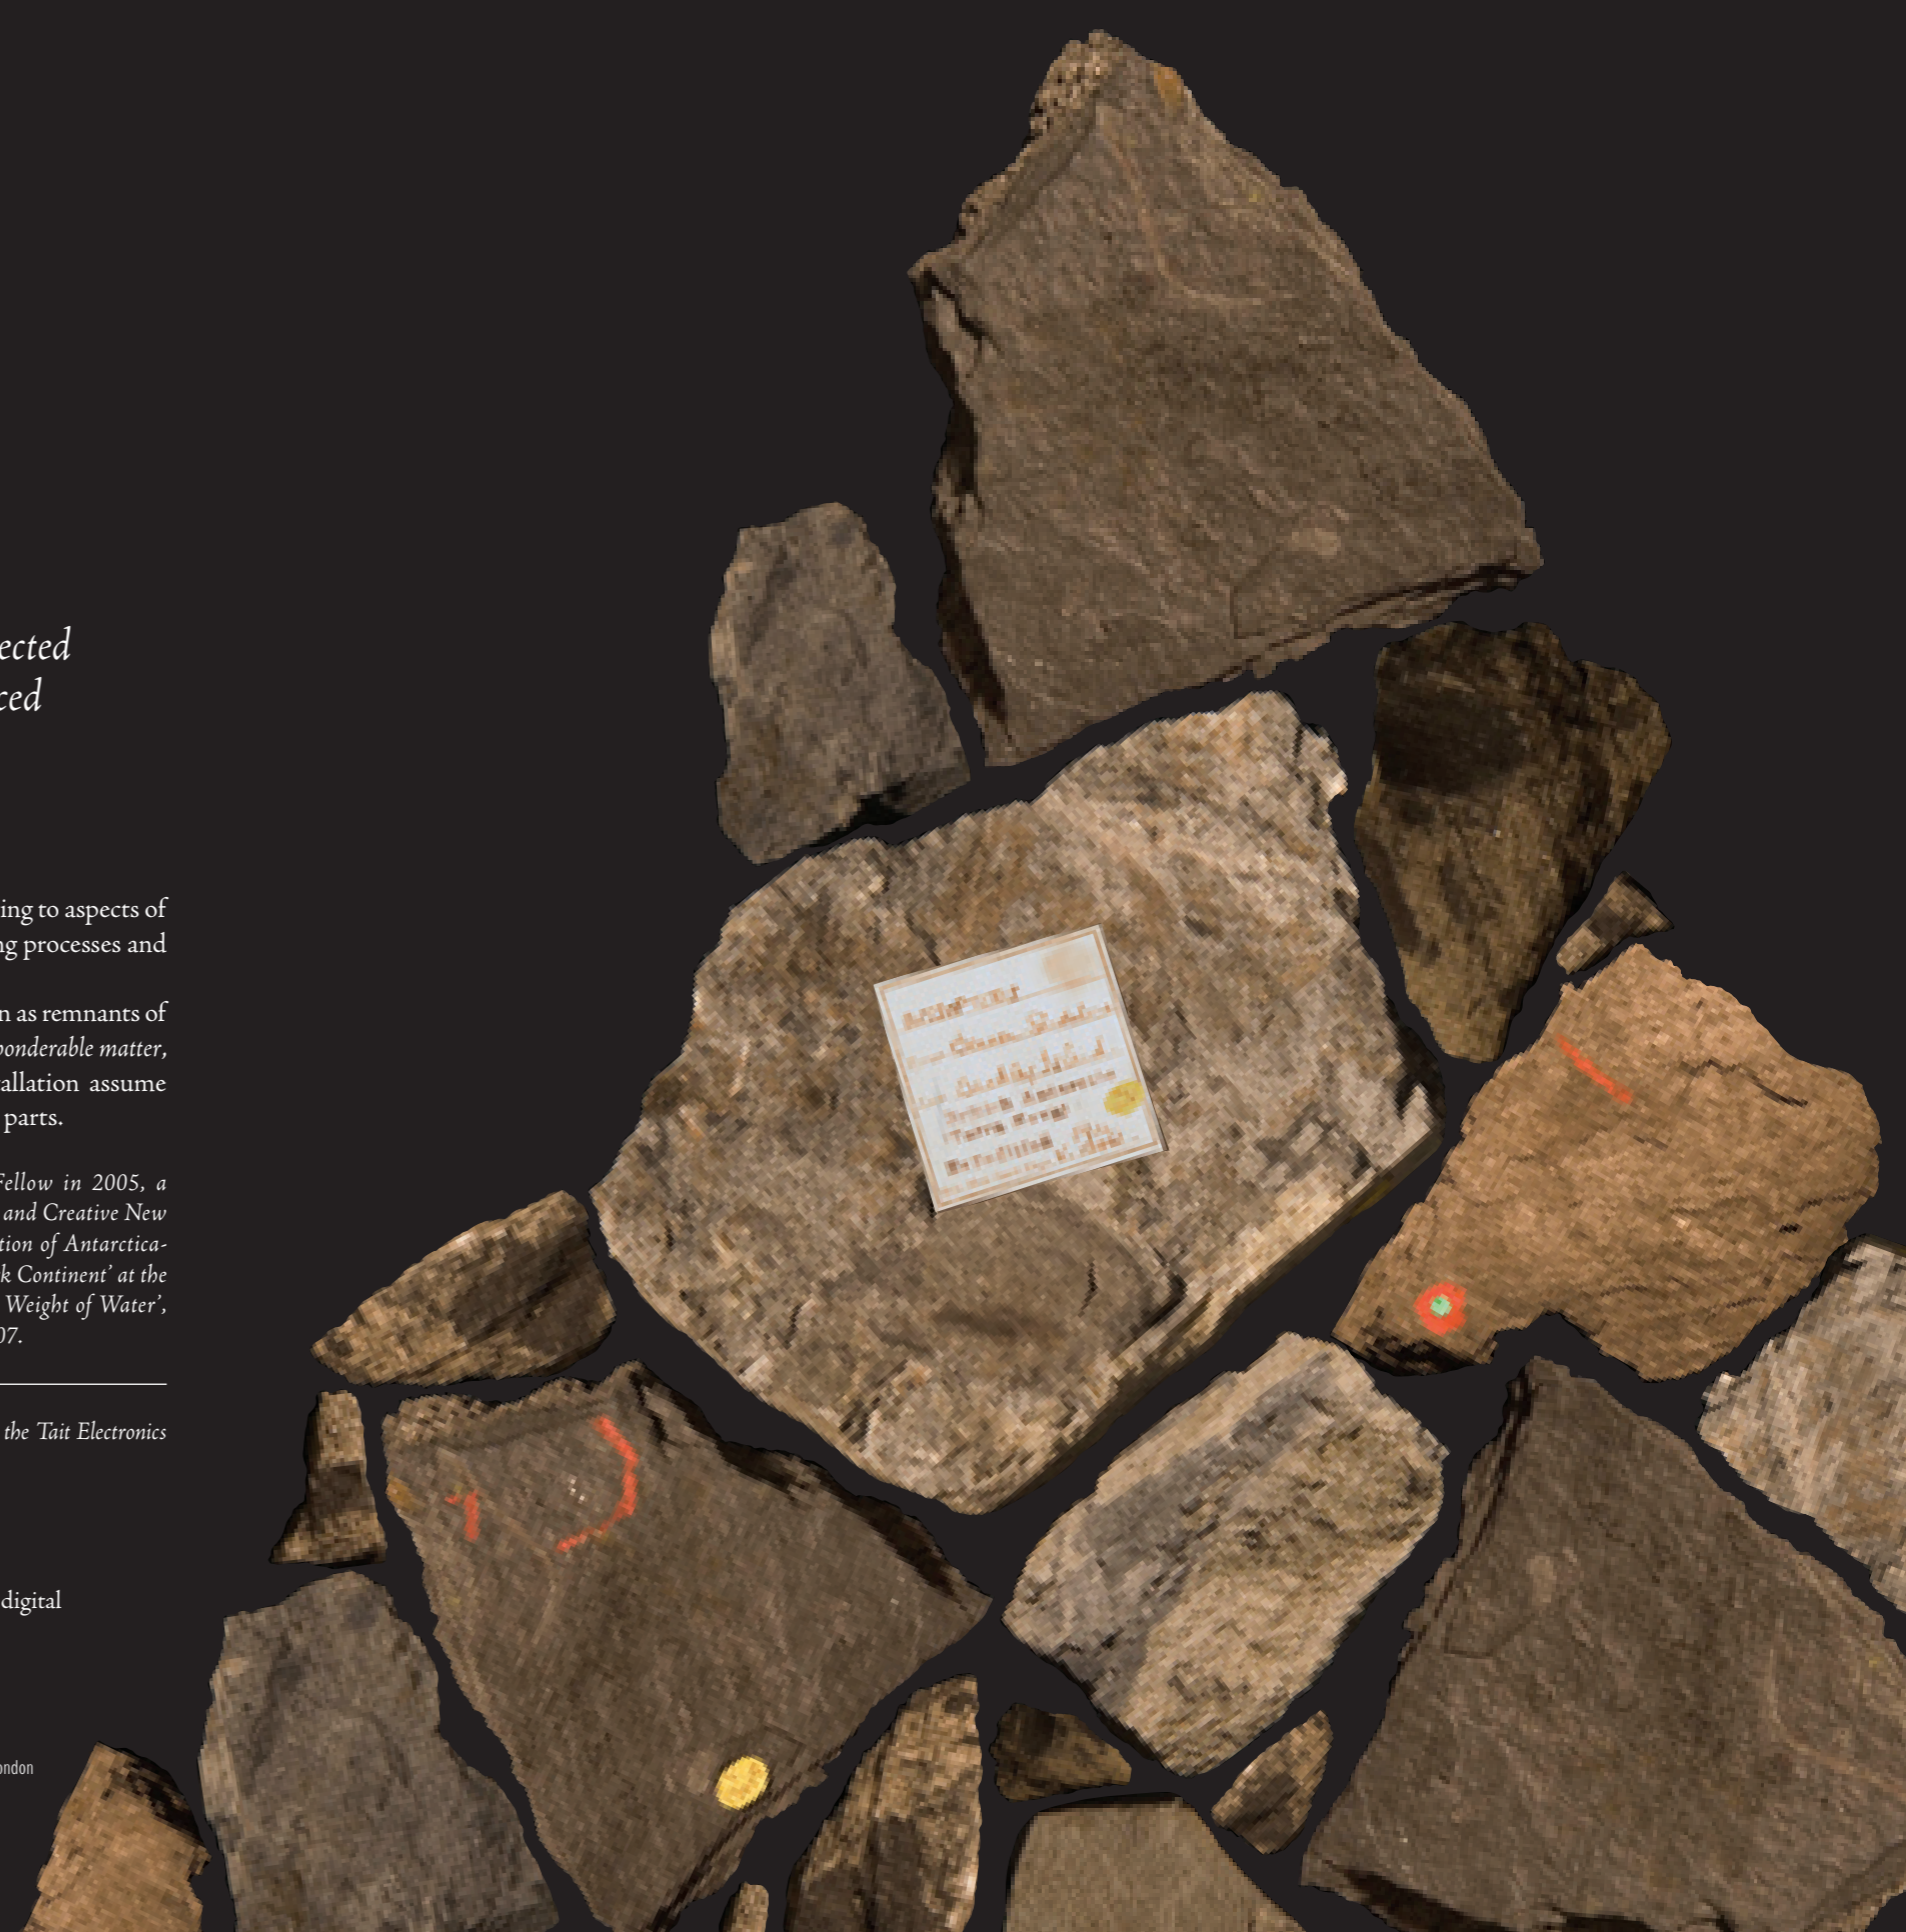 ected
ced
ing to aspects of
ng processes and
n as remnants of
ponderable matter,
allation assume
parts.
Fellow in 2005, a
and Creative New
tion of Antarctica-
k Continent' at the
Weight of Water',
07.
the Tait Electronics
digital
ondon